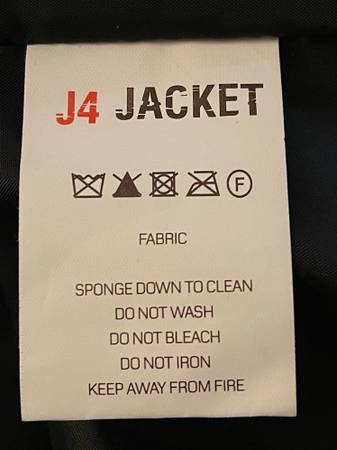 J4 JACKET
F
FABRIC
SPONGE DOWN TO CLEAN
DO NOT WASH
DO NOT BLEACH
DO NOT IRON
KEEP AWAY FROM FIRE